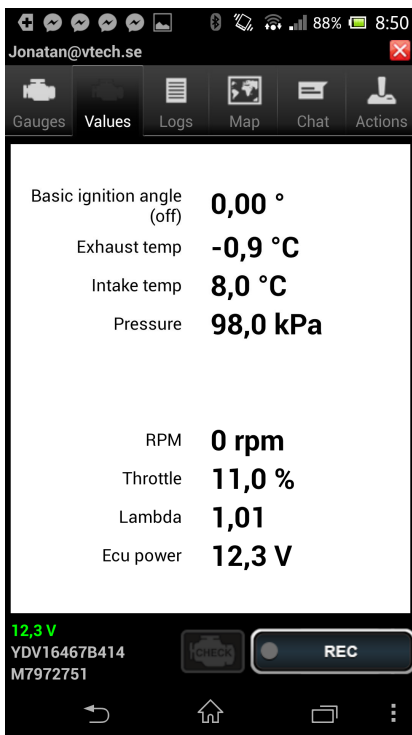 88% 8:50
Jonatan@vtech.se
Gauges Values Logs Map Chat Actions
Basic ignition angle 0,00 °
(off)
Exhaust temp -0,9 °C
Intake temp 8,0 °C
Pressure 98,0 kPa
RPM 0 rpm
Throttle 11,0 %
Lambda 1,01
Ecu power 12,3 V
12,3 V
YDV16467B414
M7972751
CHECK REC